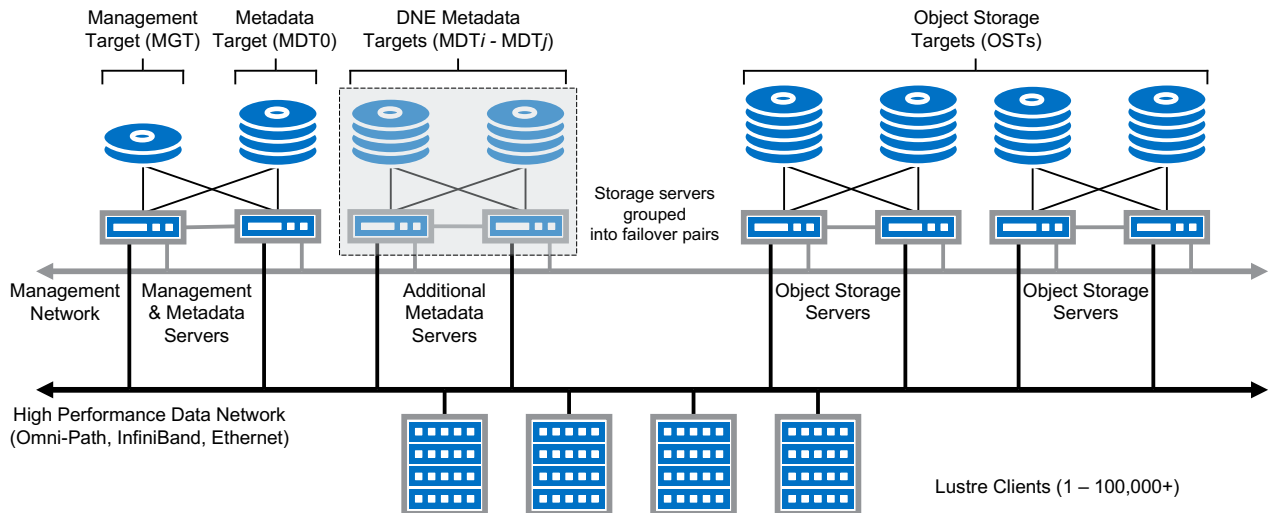 Management
Target (MGT)
Metadata
Target (MDT0)
DNE Metadata
Targets (MDTi - MDTj)
Object Storage
Targets (OSTs)
Storage servers
grouped
into failover pairs
Management
Network
Management
& Metadata
Servers
Additional
Metadata
Servers
Object Storage
Servers
Object Storage
Servers
High Performance Data Network
(Omni-Path, InfiniBand, Ethernet)
Lustre Clients (1 – 100,000+)